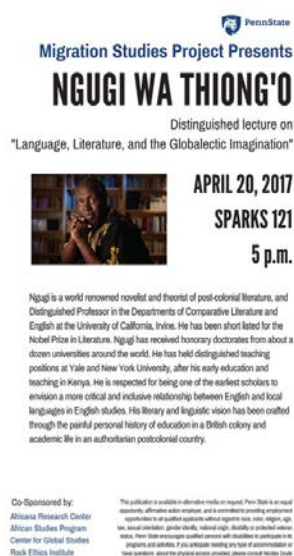 PennState
Migration Studies Project Presents
NGUGI WA THIONG'O
Distinguished lecture on
"Language, Literature, and the Globalectic Imagination"
APRIL 20, 2017
SPARKS 121
5 p.m.
Ngugi is a world renowned novelist and theorist of post-colonial literature, and
Distinguished Professor in the Departments of Comparative Literature and
English at the University of California, Irvine. He has been short listed for the
Nobel Prize in Literature. Ngugi has received honorary doctorates from about a
dozen universities around the world. He has held distinguished teaching
positions at Yale and New York University, after his early education and
teaching in Kenya. He is respected for being one of the earliest scholars to
envision a more critical and inclusive relationship between English and local
languages in English studies. His literary and linguistic vision has been crafted
through the painful personal history of education in a British colony and
academic life in an authoritarian postcolonial country.
Co-Sponsored by:
Africana Research Center
African Studies Program
Center for Global Studies
Rock Ethics Institute
This publication is available in alternative media on request. Penn State is an equal
opportunity, affirmative action employer, and is committed to providing employment
opportunities to all qualified applicants without regard to race, color, religion, age,
sex, sexual orientation, gender identity, national origin, disability or protected veteran
status. Penn State encourages qualified persons with disabilities to participate in its
programs and activities. If you anticipate needing any type of accommodation or
have questions about the physical access provided, please contact